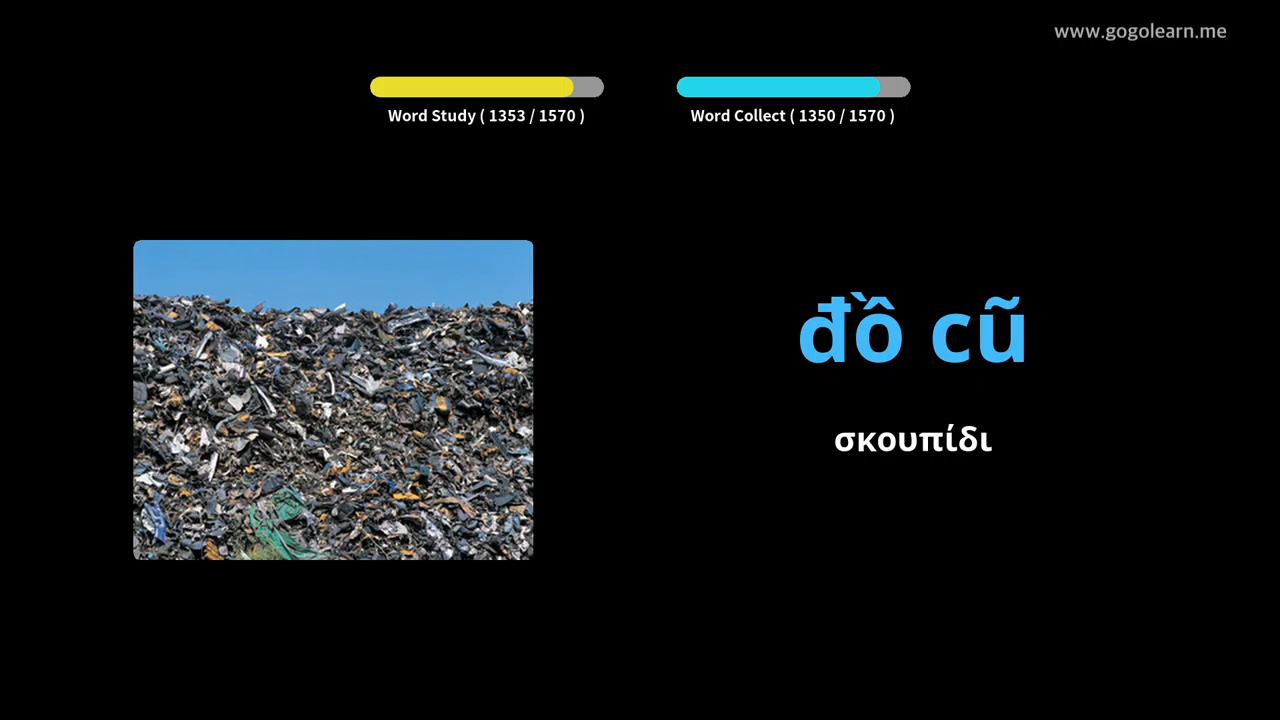 www.gogolearn.me
Word Study ( 1353 / 1570 )
Word Collect ( 1350 / 1570 )
đồ cũ
σκουπίδι